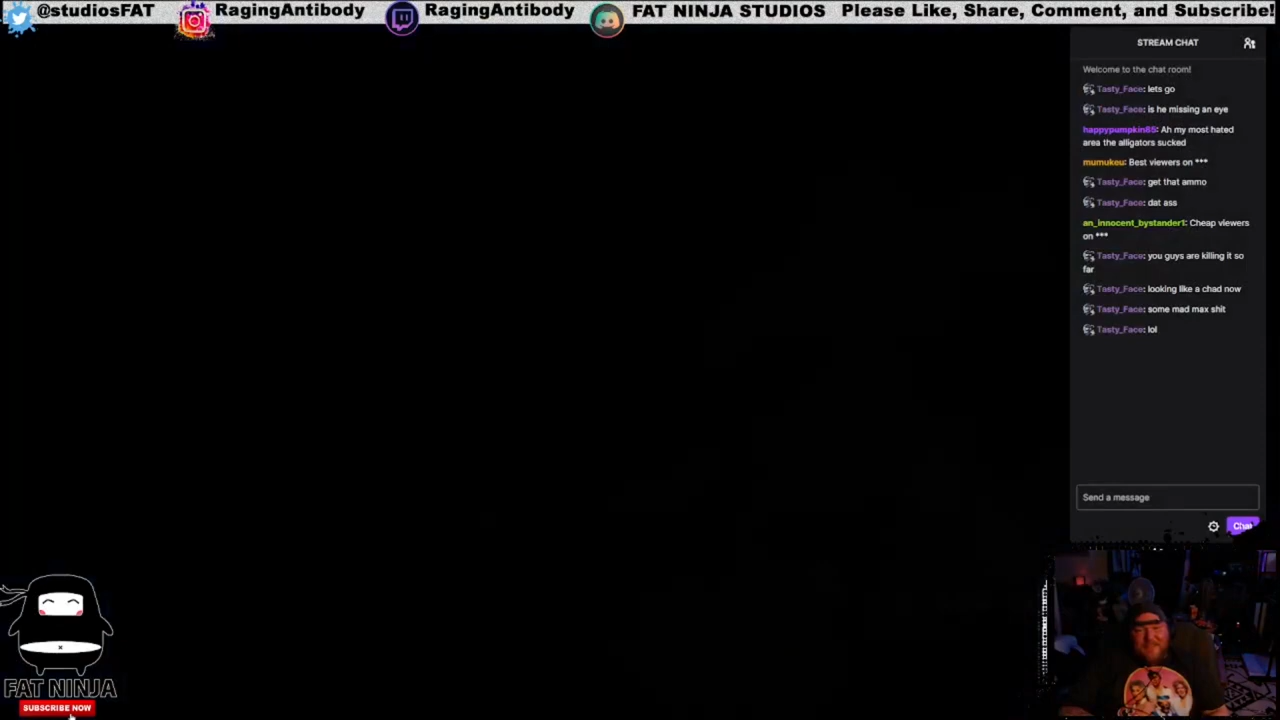 @studiosFAT
RagingAntibody
RagingAntibody
FAT NINJA STUDIOS
Please Like, Share, Comment, and Subscribe!
STREAM CHAT
Welcome to the chat room!
Tasty_Face: lets go
Tasty_Face: is he missing an eye
happypumpkin85: Ah my most hated
area the alligators sucked
mumukeu: Best viewers on ***
Tasty_Face: get that ammo
Tasty_Face: dat ass
an_innocent_bystander1: Cheap viewers
on ***
Tasty_Face: you guys are killing it so
far
Tasty_Face: looking like a chad now
Tasty_Face: some mad max shit
Tasty_Face: lol
Send a message
Chat
FAT NINJA
SUBSCRIBE NOW